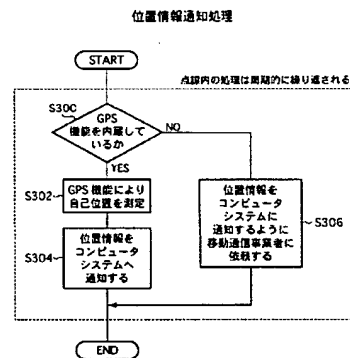 位置情報通知処理
START
点線内の処理は周期的に繰り返される
S300
GPS
機能を内蔵して
いるか
NO
YES
S302
GPS機能により
自己位置を測定
位置情報を
コンピュータ
システムに
通知するように
移動通信事業者に
依頼する
S306
S304
位置情報を
コンピュータ
システムへ
通知する
END